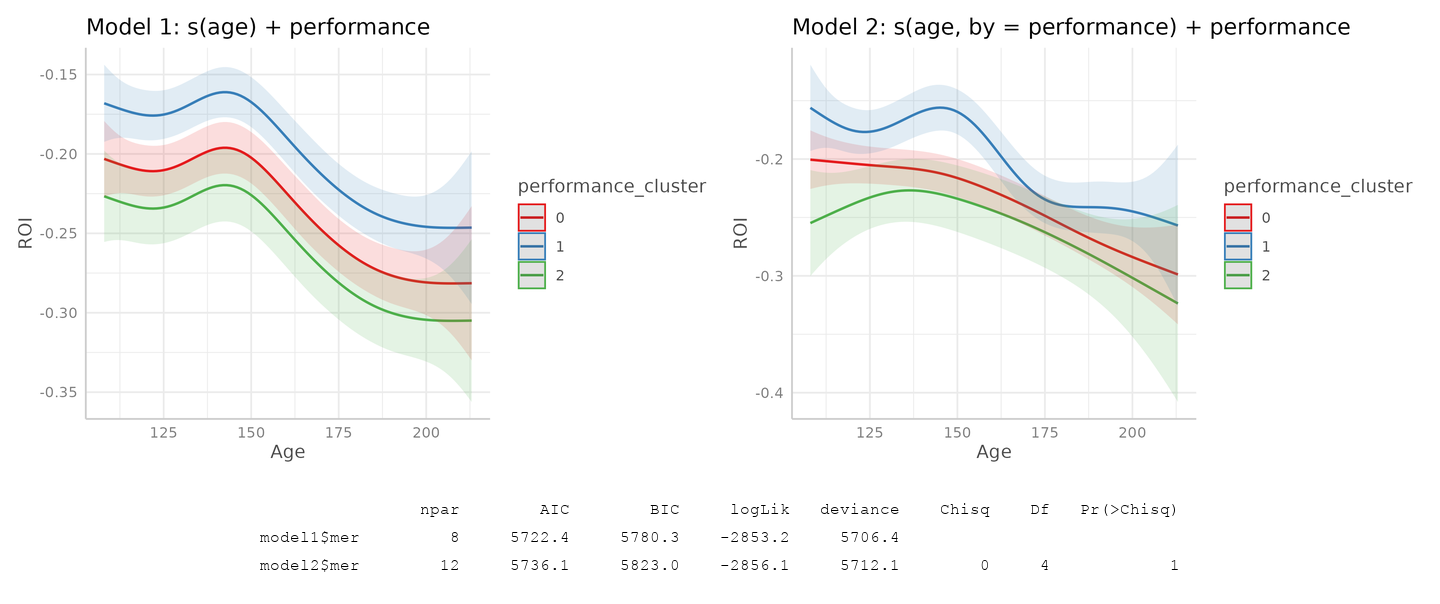 Model 1: s(age) + performance
-0.15
-0.20
-0.25
-0.30
-0.35
ROI
125 150 175 200
Age
performance_cluster
0
1
2
Model 2: s(age, by = performance) + performance
-0.2
-0.3
-0.4
ROI
125 150 175 200
Age
performance_cluster
0
1
2
npar AIC BIC logLik deviance Chisq Df Pr(>Chisq)
model1$mer 8 5722.4 5780.3 -2853.2 5706.4
model2$mer 12 5736.1 5823.0 -2856.1 5712.1 0 4 1